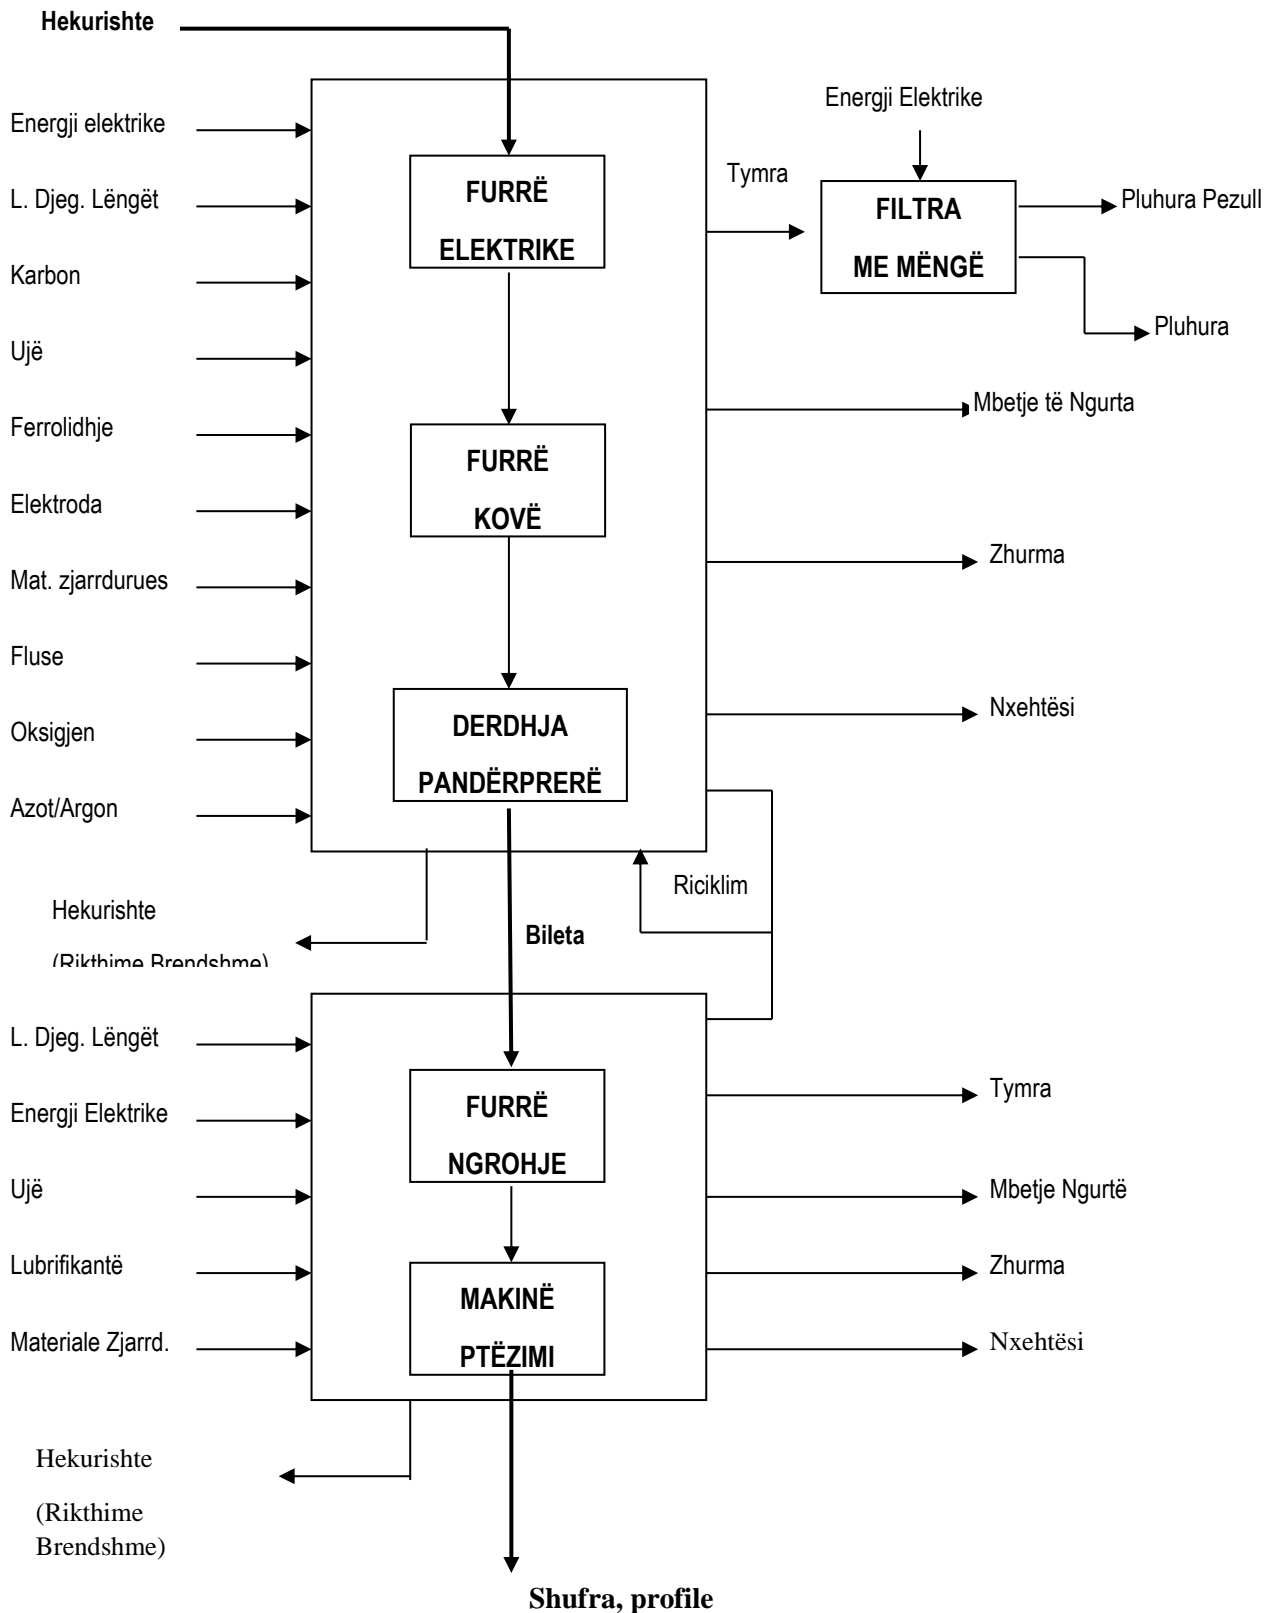 Hekurishte
Energji elektrike
L. Djeg. Lëngët
Karbon
Ujë
Ferrolidhje
Elektroda
Mat. zjarrdurues
Fluse
Oksigjen
Azot/Argon
FURRË
ELEKTRIKE
FURRË
KOVË
DERDHJA
PANDËRPRERË
Energji Elektrike
Tymra
FILTRA
ME MËNGË
Pluhura Pezull
Pluhura
Mbetje të Ngurta
Zhurma
Nxehtësi
Riciklim
Hekurishte
(Rikthime Brendshme)
Bileta
L. Djeg. Lëngët
Energji Elektrike
Ujë
Lubrifikantë
Materiale Zjarrd.
FURRË
NGROHJE
MAKINË
PTËZIMI
Tymra
Mbetje Ngurtë
Zhurma
Nxehtësi
Hekurishte
(Rikthime
Brendshme)
Shufra, profile